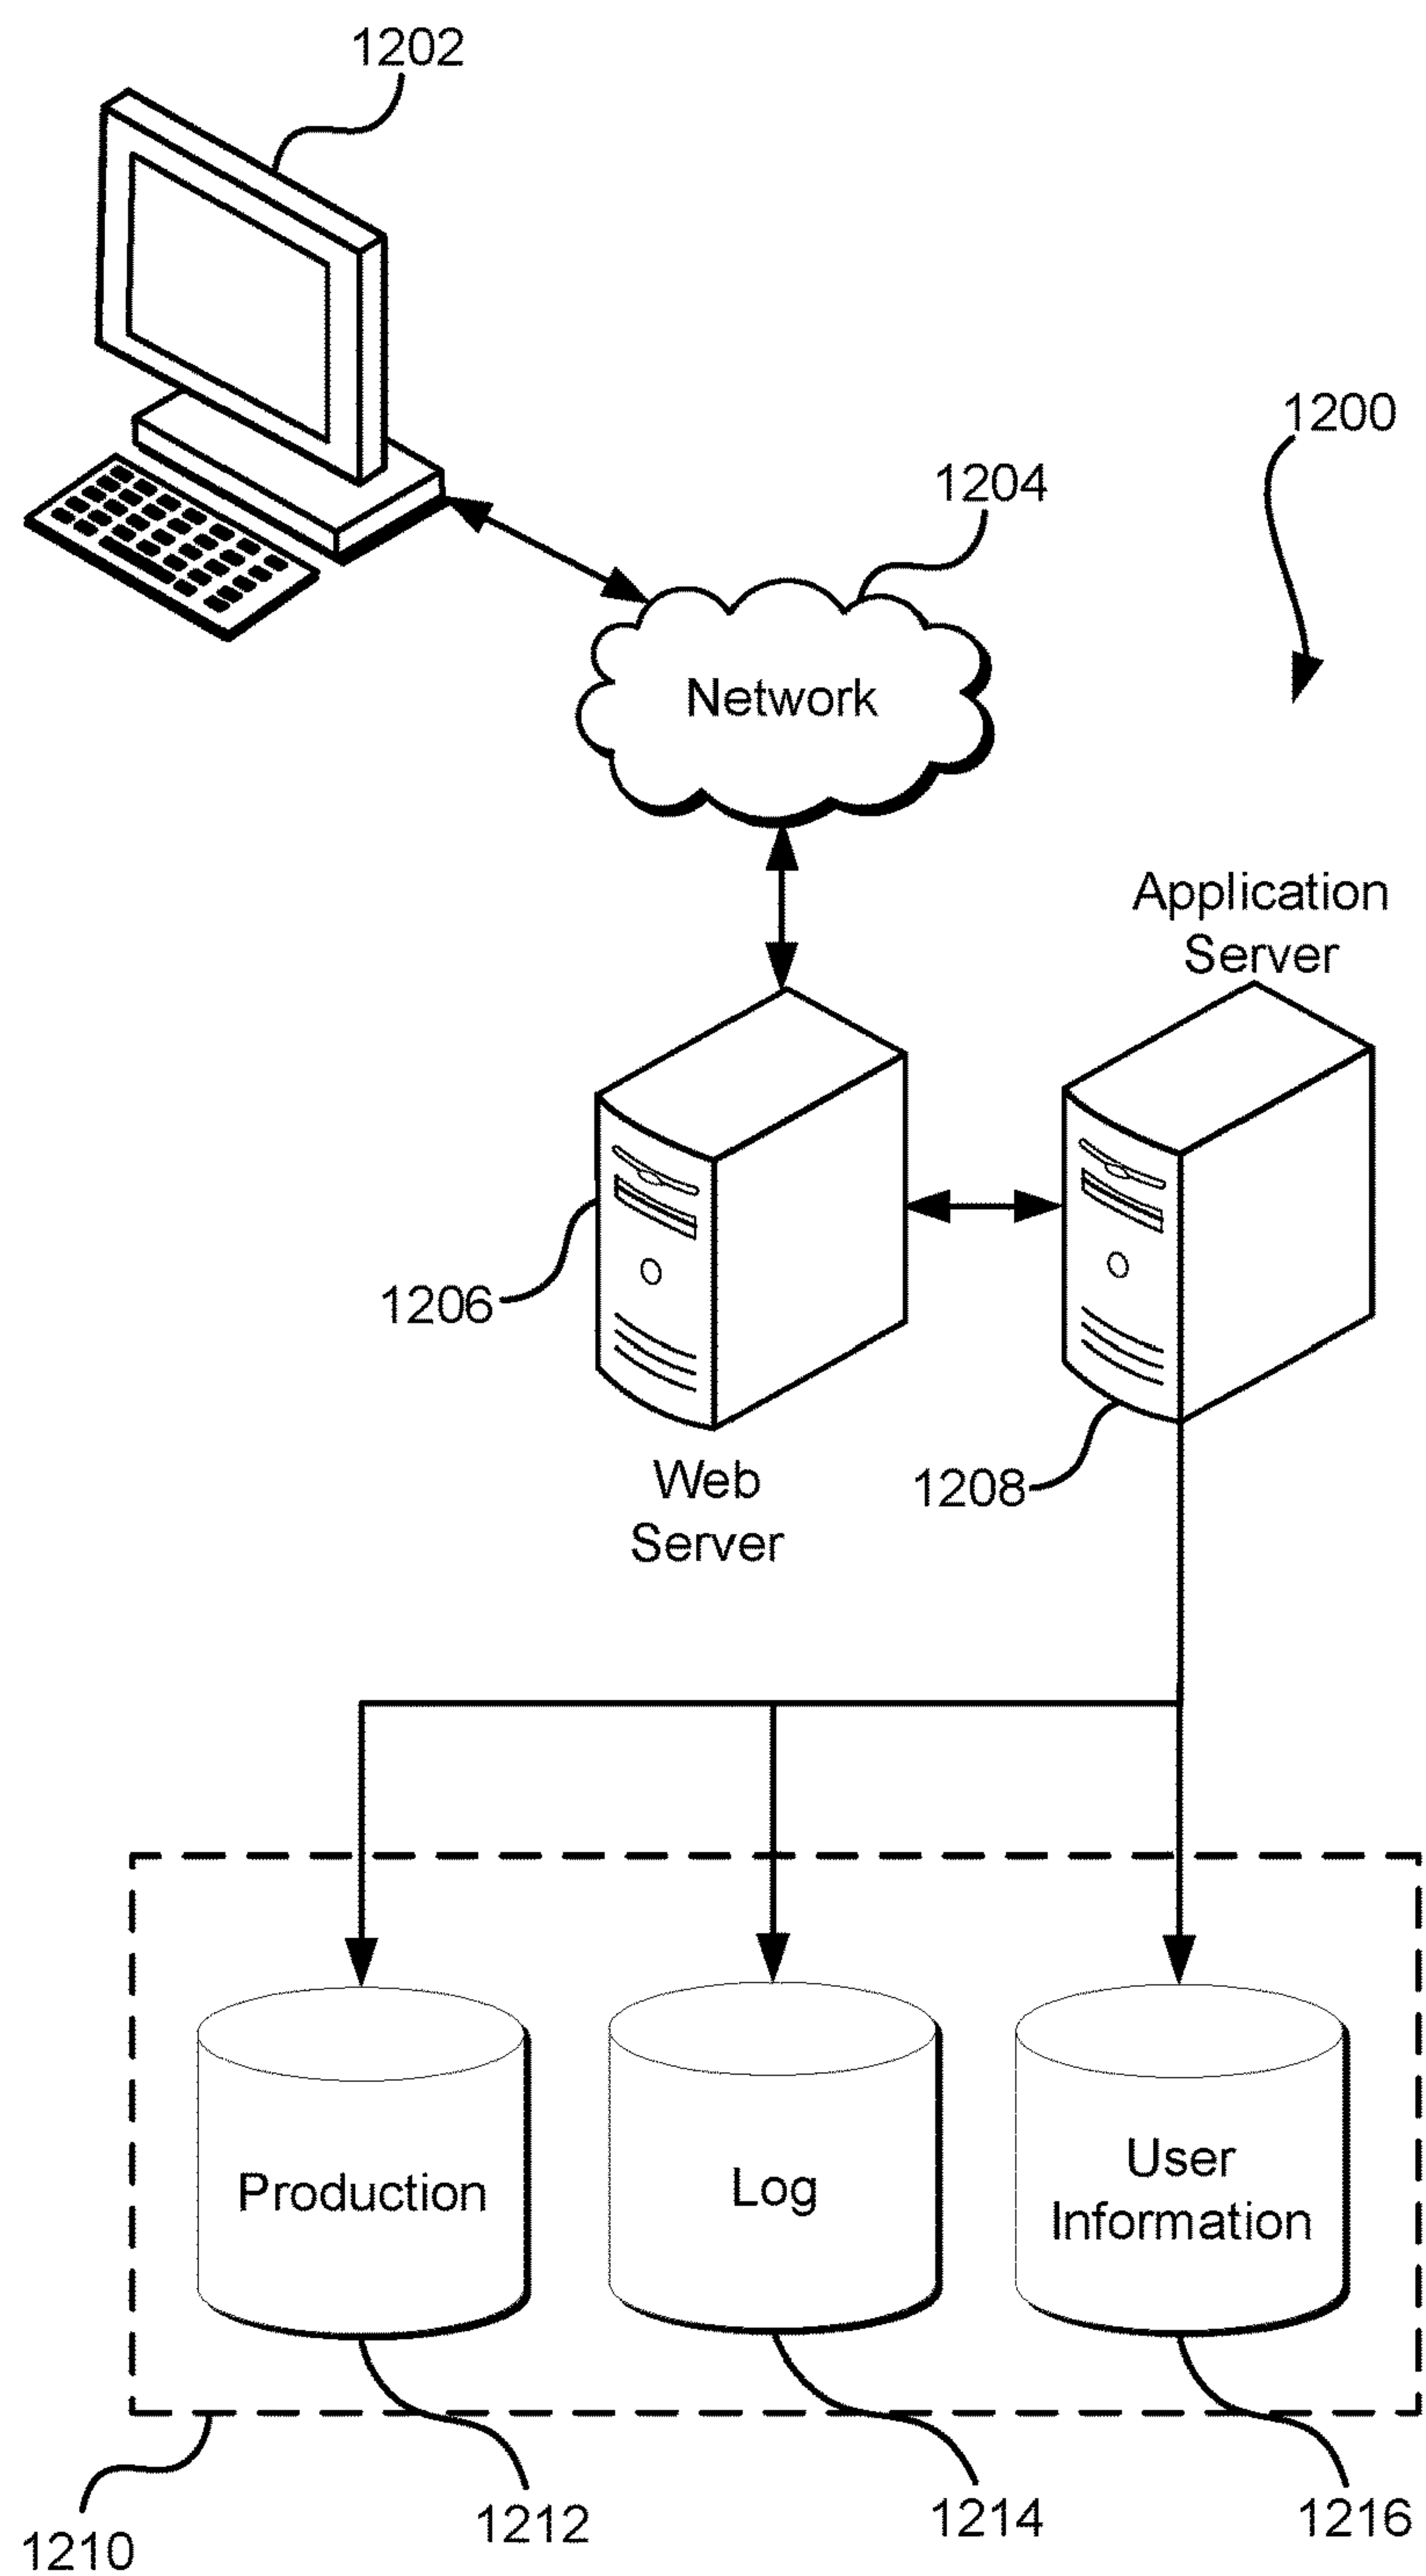 1202
1200
1204
Network
Application
Server
1206
Web
Server
1208
Production
Log
User
Information
1210
1212
1214
1216